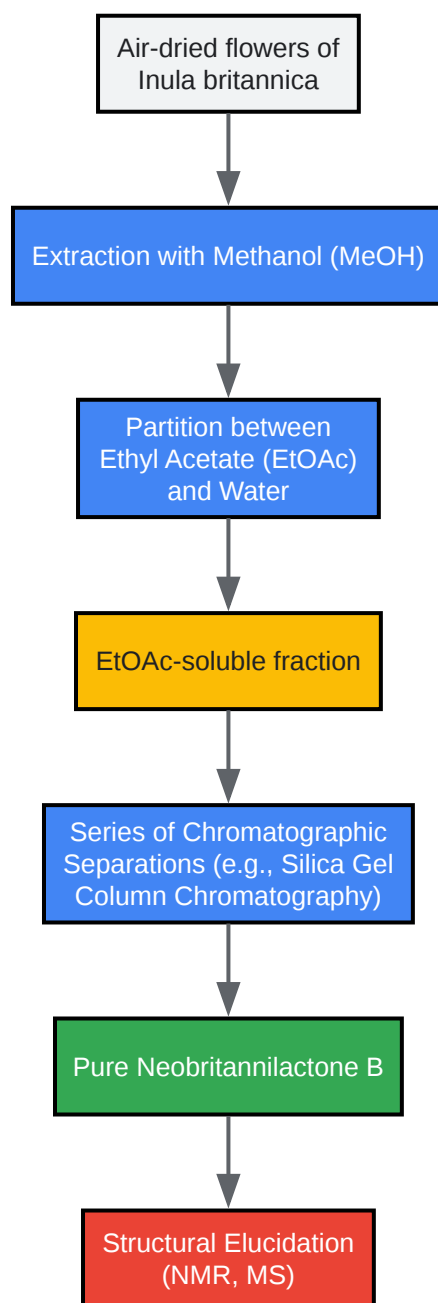 Air-dried flowers of
Inula britannica
Extraction with Methanol (MeOH)
Partition between
Ethyl Acetate (EtOAc)
and Water
EtOAc-soluble fraction
Series of Chromatographic
Separations (e.g., Silica Gel
Column Chromatography)
Pure Neobritannilactone B
Structural Elucidation
(NMR, MS)